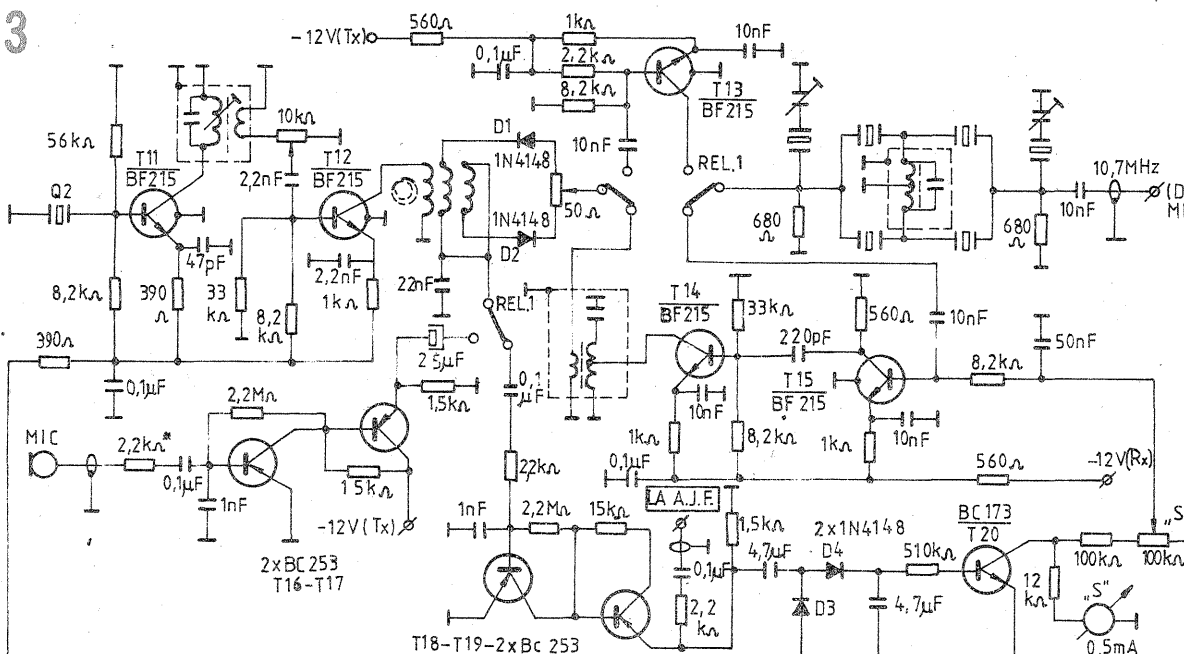 3
-12V(Tx)
560Ω
1kΩ
10nF
0,1µF
2,2kΩ
8,2kΩ
T13
BF215
56kΩ
10kΩ
T11
BF215
T12
BF215
2,2nF
Q2
47pF
D1
1N4148
10nF
50Ω
1N4148
D2
REL.1
680
Ω
10,7MHz
10nF
680
Ω
(D
M
8,2kΩ
390
Ω
33
kΩ
8,2
kΩ
2,2nF
1kΩ
22nF
REL.1
T14
BF215
33kΩ
560Ω
10nF
50nF
220pF
T15
BF 215
8,2kΩ
390Ω
0,1µF
25µF
1,5kΩ
0,1
µF
10nF
1kΩ
8,2kΩ
1kΩ
10nF
2,2MΩ
MIC
2,2kΩ*
0,1µF
1nF
15kΩ
-12V(Tx)
2xBC 253
T16-T17
22kΩ
0,1µF
560Ω
-12V(Rx)
LA A.J.F.
1nF
2,2MΩ
15kΩ
1,5kΩ
4,7µF
0,1µF
2,2
kΩ
2x1N4148
D4
510kΩ
BC173
T20
100kΩ
"S
100kΩ
12
kΩ
"S"
D3
4,7µF
0,5mA
T18-T19-2xBC 253